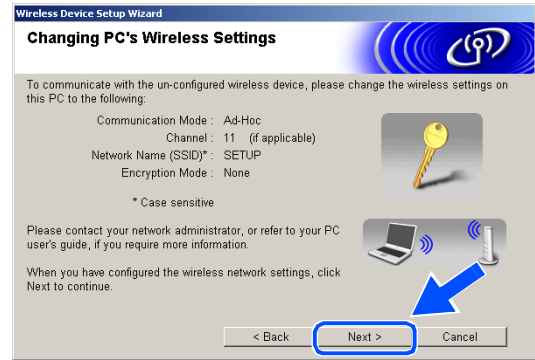 Wireless Device Setup Wizard
Changing PC's Wireless Settings
To communicate with the un-configured wireless device, please change the wireless settings on
this PC to the following:
Communication Mode : Ad-Hoc
Channel : 11 (if applicable)
Network Name (SSID)* : SETUP
Encryption Mode : None
* Case sensitive
Please contact your network administrator, or refer to your PC
user's guide, if you require more information.
When you have configured the wireless network settings, click
Next to continue.
< Back Next > Cancel